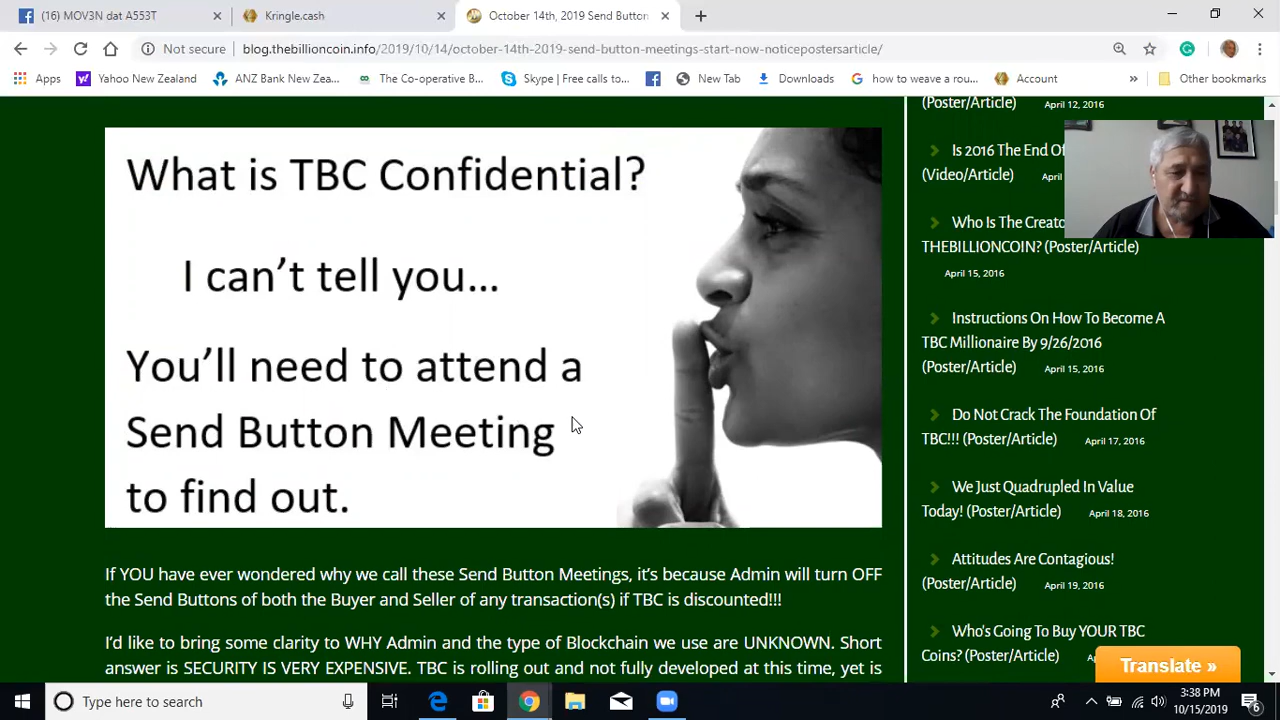 (16) MOV3N dat A553T
Kringle.cash
October 14th, 2019 Send Button
Not secure
blog.thebillioncoin.info/2019/10/14/october-14th-2019-send-button-meetings-start-now-noticepostersarticle/
Apps
Yahoo New Zealand
ANZ Bank New Zea...
The Co-operative B...
Skype | Free calls to...
New Tab
Downloads
how to weave a rou...
Account
Other bookmarks
What is TBC Confidential?
I can't tell you...
You'll need to attend a
Send Button Meeting
to find out.
If YOU have ever wondered why we call these Send Button Meetings, it's because Admin will turn OFF
the Send Buttons of both the Buyer and Seller of any transaction(s) if TBC is discounted!!!
I'd like to bring some clarity to WHY Admin and the type of Blockchain we use are UNKNOWN. Short
answer is SECURITY IS VERY EXPENSIVE. TBC is rolling out and not fully developed at this time, yet is
(Poster/Article) April 12, 2016
Is 2016 The End Of
(Video/Article) April
Who Is The Creato
THEBILLIONCOIN? (Poster/Article)
April 15, 2016
Instructions On How To Become A
TBC Millionaire By 9/26/2016
(Poster/Article) April 15, 2016
Do Not Crack The Foundation Of
TBC!!! (Poster/Article) April 17, 2016
We Just Quadrupled In Value
Today! (Poster/Article) April 18, 2016
Attitudes Are Contagious!
(Poster/Article) April 19, 2016
Who's Going To Buy YOUR TBC
Coins? (Poster/Article)
Translate »
Type here to search
3:38 PM
10/15/2019
6